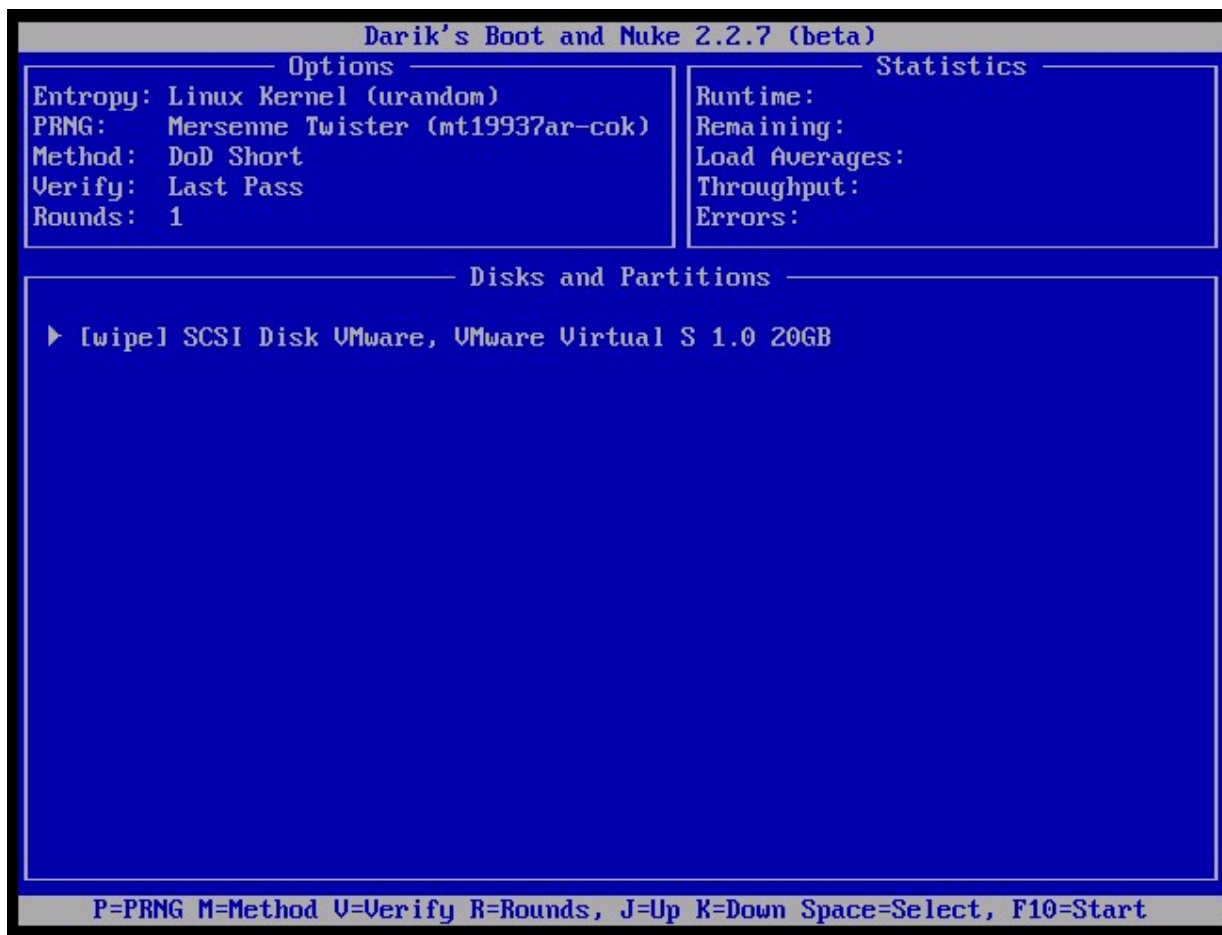 Darik's Boot and Nuke 2.2.7 (beta)
Options
Entropy: Linux Kernel (urandom)
PRNG: Mersenne Twister (mt19937ar-cok)
Method: DoD Short
Verify: Last Pass
Rounds: 1
Statistics
Runtime:
Remaining:
Load Averages:
Throughput:
Errors:
Disks and Partitions
[wipe] SCSI Disk VMware, VMware Virtual S 1.0 20GB
P=PRNG M=Method V=Verify R=Rounds, J=Up K=Down Space=Select, F10=Start